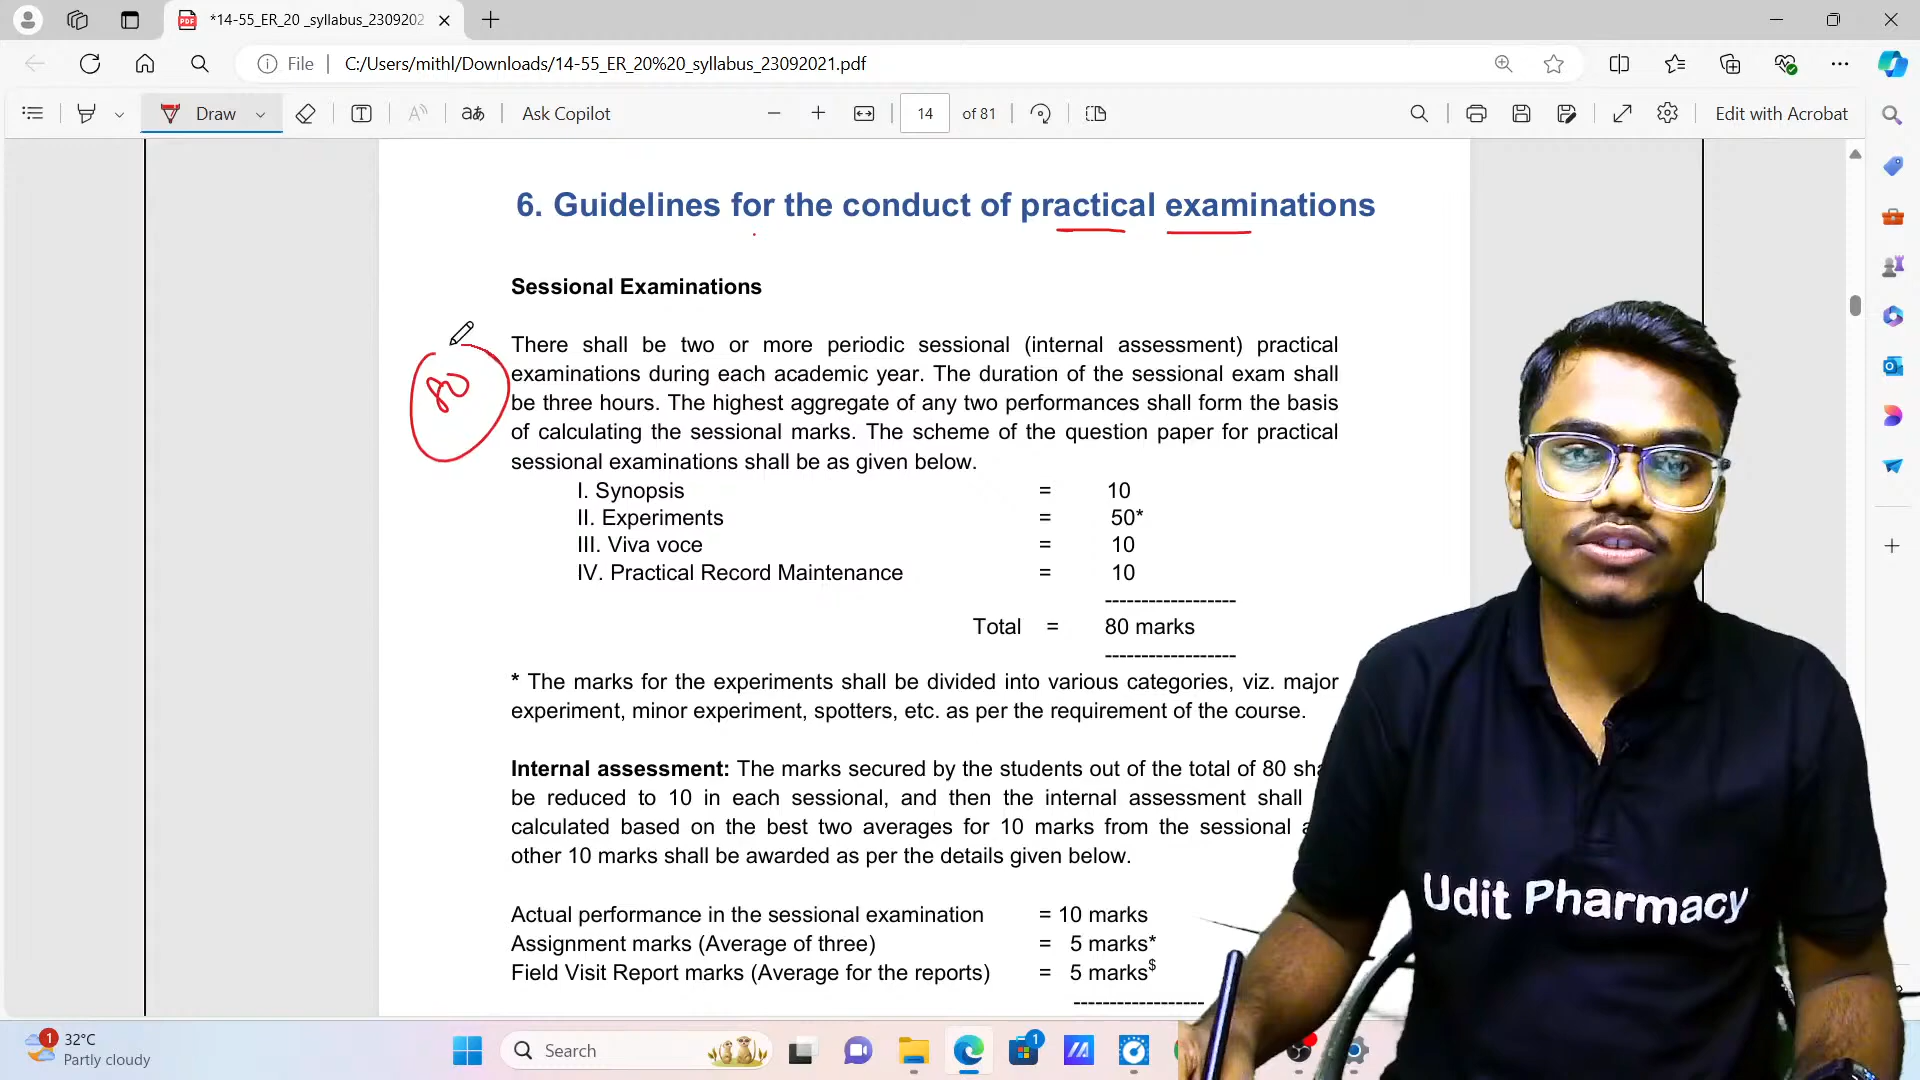 *14-55_ER_20 _syllabus_2309202
File
C:/Users/mithl/Downloads/14-55_ER_20%20_syllabus_23092021.pdf
Draw
Ask Copilot
14
of 81
Edit with Acrobat
6. Guidelines for the conduct of practical examinations
Sessional Examinations
There shall be two or more periodic sessional (internal assessment) practical
examinations during each academic year. The duration of the sessional exam shall
be three hours. The highest aggregate of any two performances shall form the basis
of calculating the sessional marks. The scheme of the question paper for practical
sessional examinations shall be as given below.
I. Synopsis = 10
II. Experiments = 50*
III. Viva voce = 10
IV. Practical Record Maintenance = 10
------------------
Total = 80 marks
------------------
* The marks for the experiments shall be divided into various categories, viz. major
experiment, minor experiment, spotters, etc. as per the requirement of the course.
Internal assessment: The marks secured by the students out of the total of 80
be reduced to 10 in each sessional, and then the internal assessment shall
calculated based on the best two averages for 10 marks from the sessional
other 10 marks shall be awarded as per the details given below.
Actual performance in the sessional examination = 10 marks
Assignment marks (Average of three) = 5 marks*
Field Visit Report marks (Average for the reports) = 5 marks$
------------------
80
Udit Pharmacy
1
32°C
Partly cloudy
Search
1